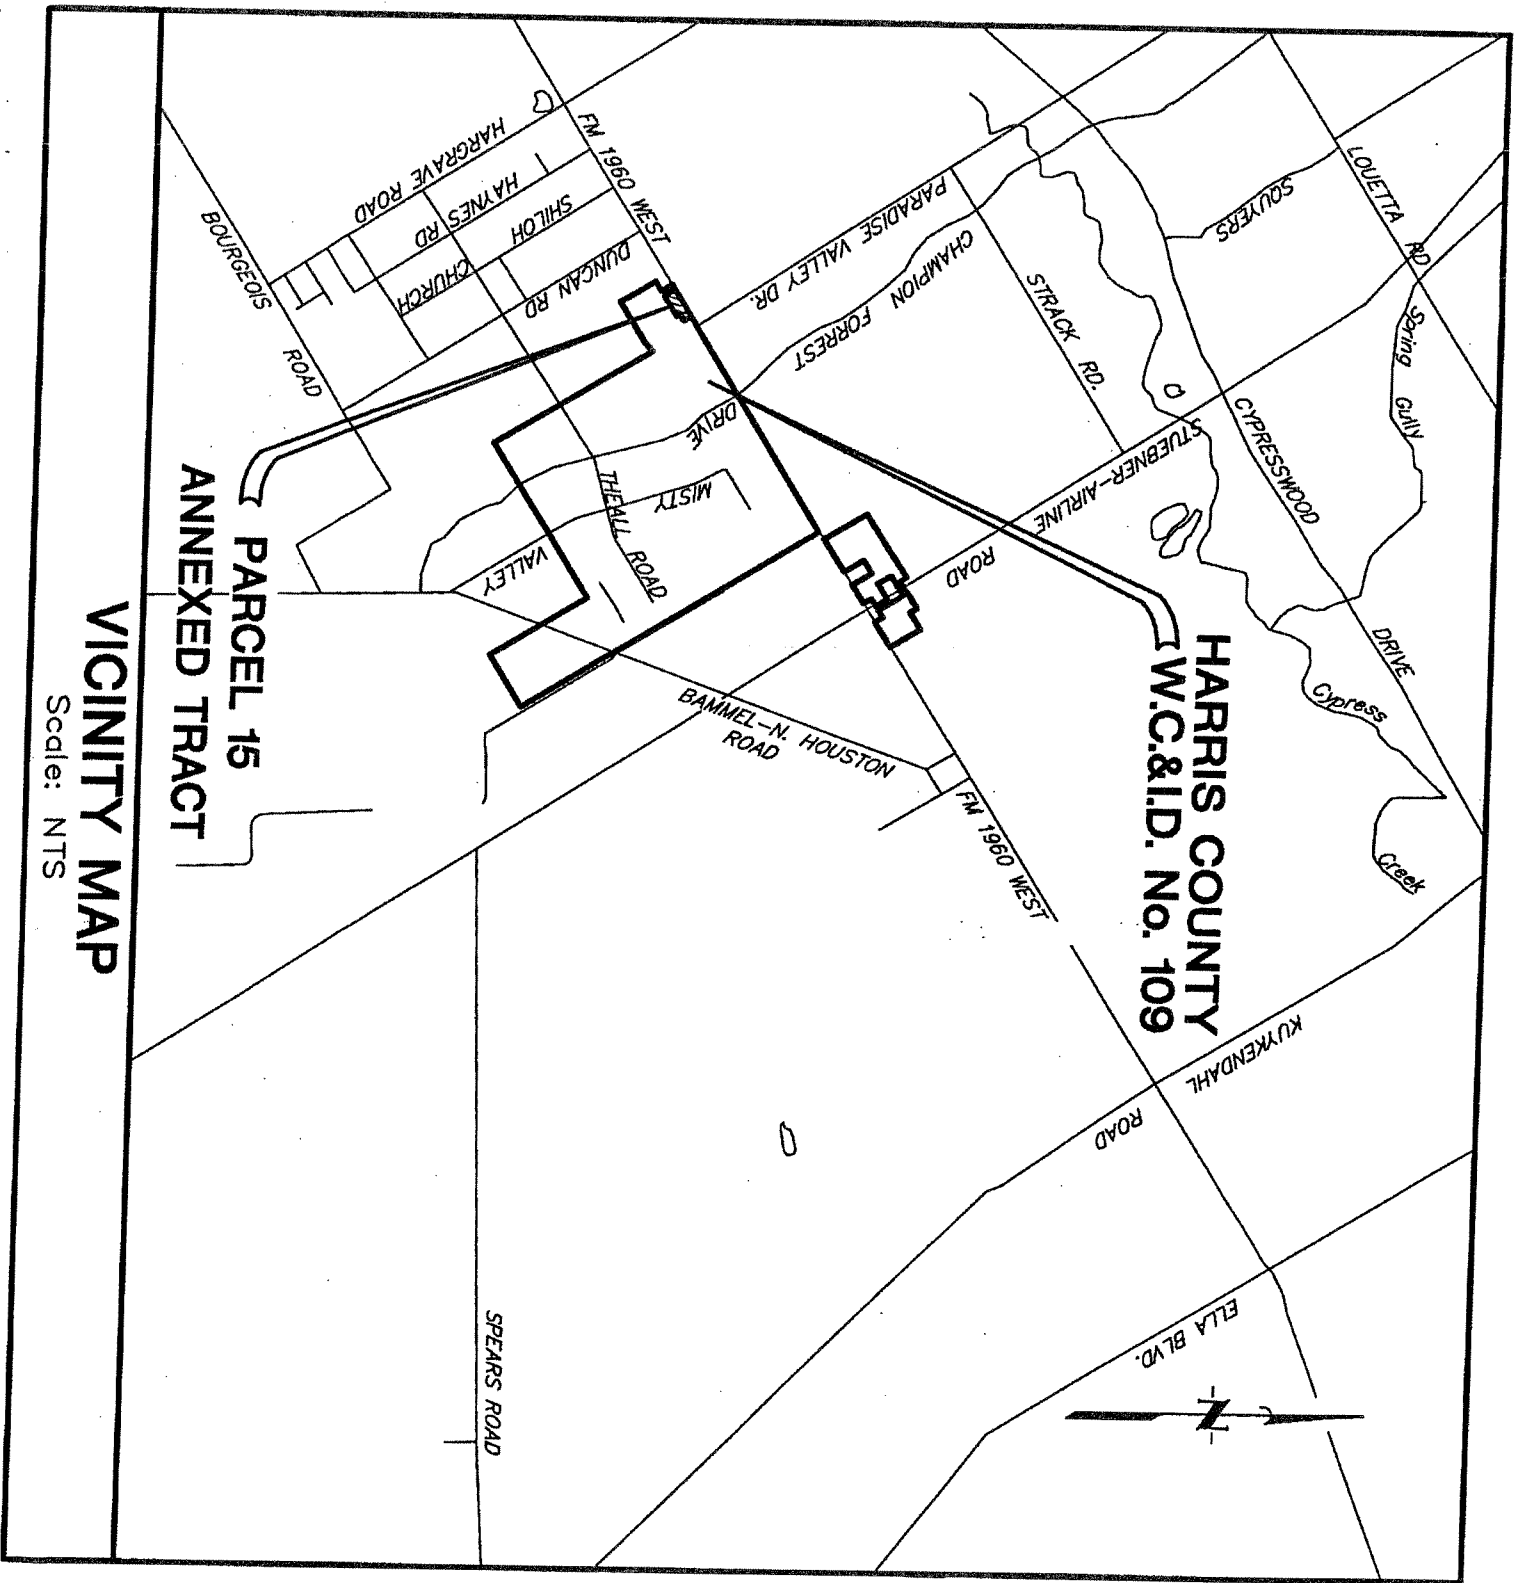 LOUETTA RD
SQUYERS
Spring Gully
CYPRESSWOOD DRIVE
Cypress Creek
STRACK RD.
PARADISE VALLEY DR.
CHAMPION FORREST DRIVE
STUEBNER-AIRLINE ROAD
HARRIS COUNTY
W.C.&I.D. No. 109
KUYKENDAHL ROAD
ELLA BLVD.
N
FM 1960 WEST
FM 1960 WEST
HARGRAVE ROAD
HAYNES RD
SHILOH CHURCH
DUNCAN RD
BOURGEOIS ROAD
MISTY VALLEY
THEALL ROAD
BAMMEL-N. HOUSTON
ROAD
SPEARS ROAD
PARCEL 15
ANNEXED TRACT
VICINITY MAP
Scale: NTS